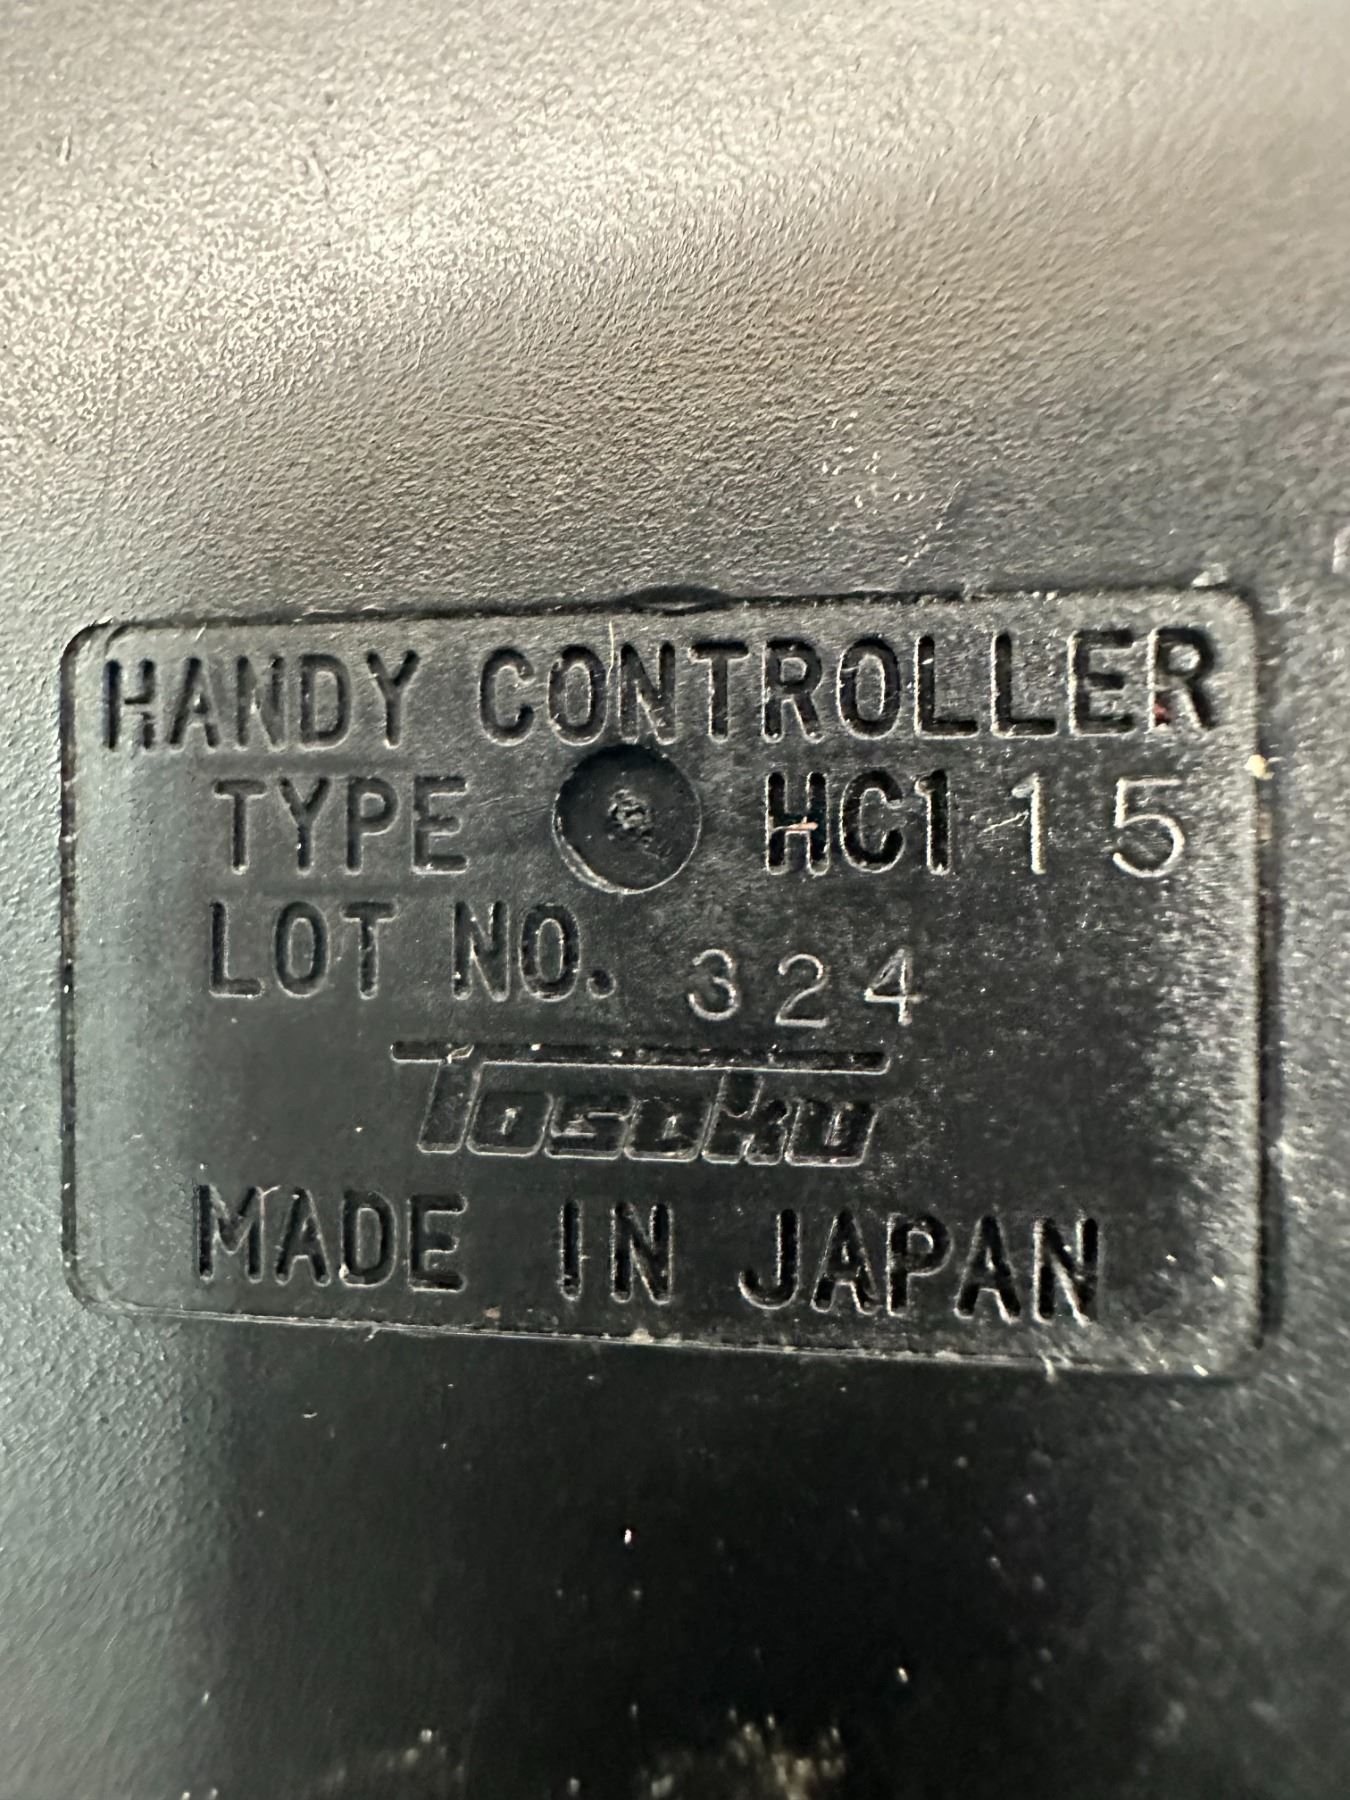 HANDY CONTROLLER
TYPE HC115
LOT NO. 324
Tosoku
MADE IN JAPAN